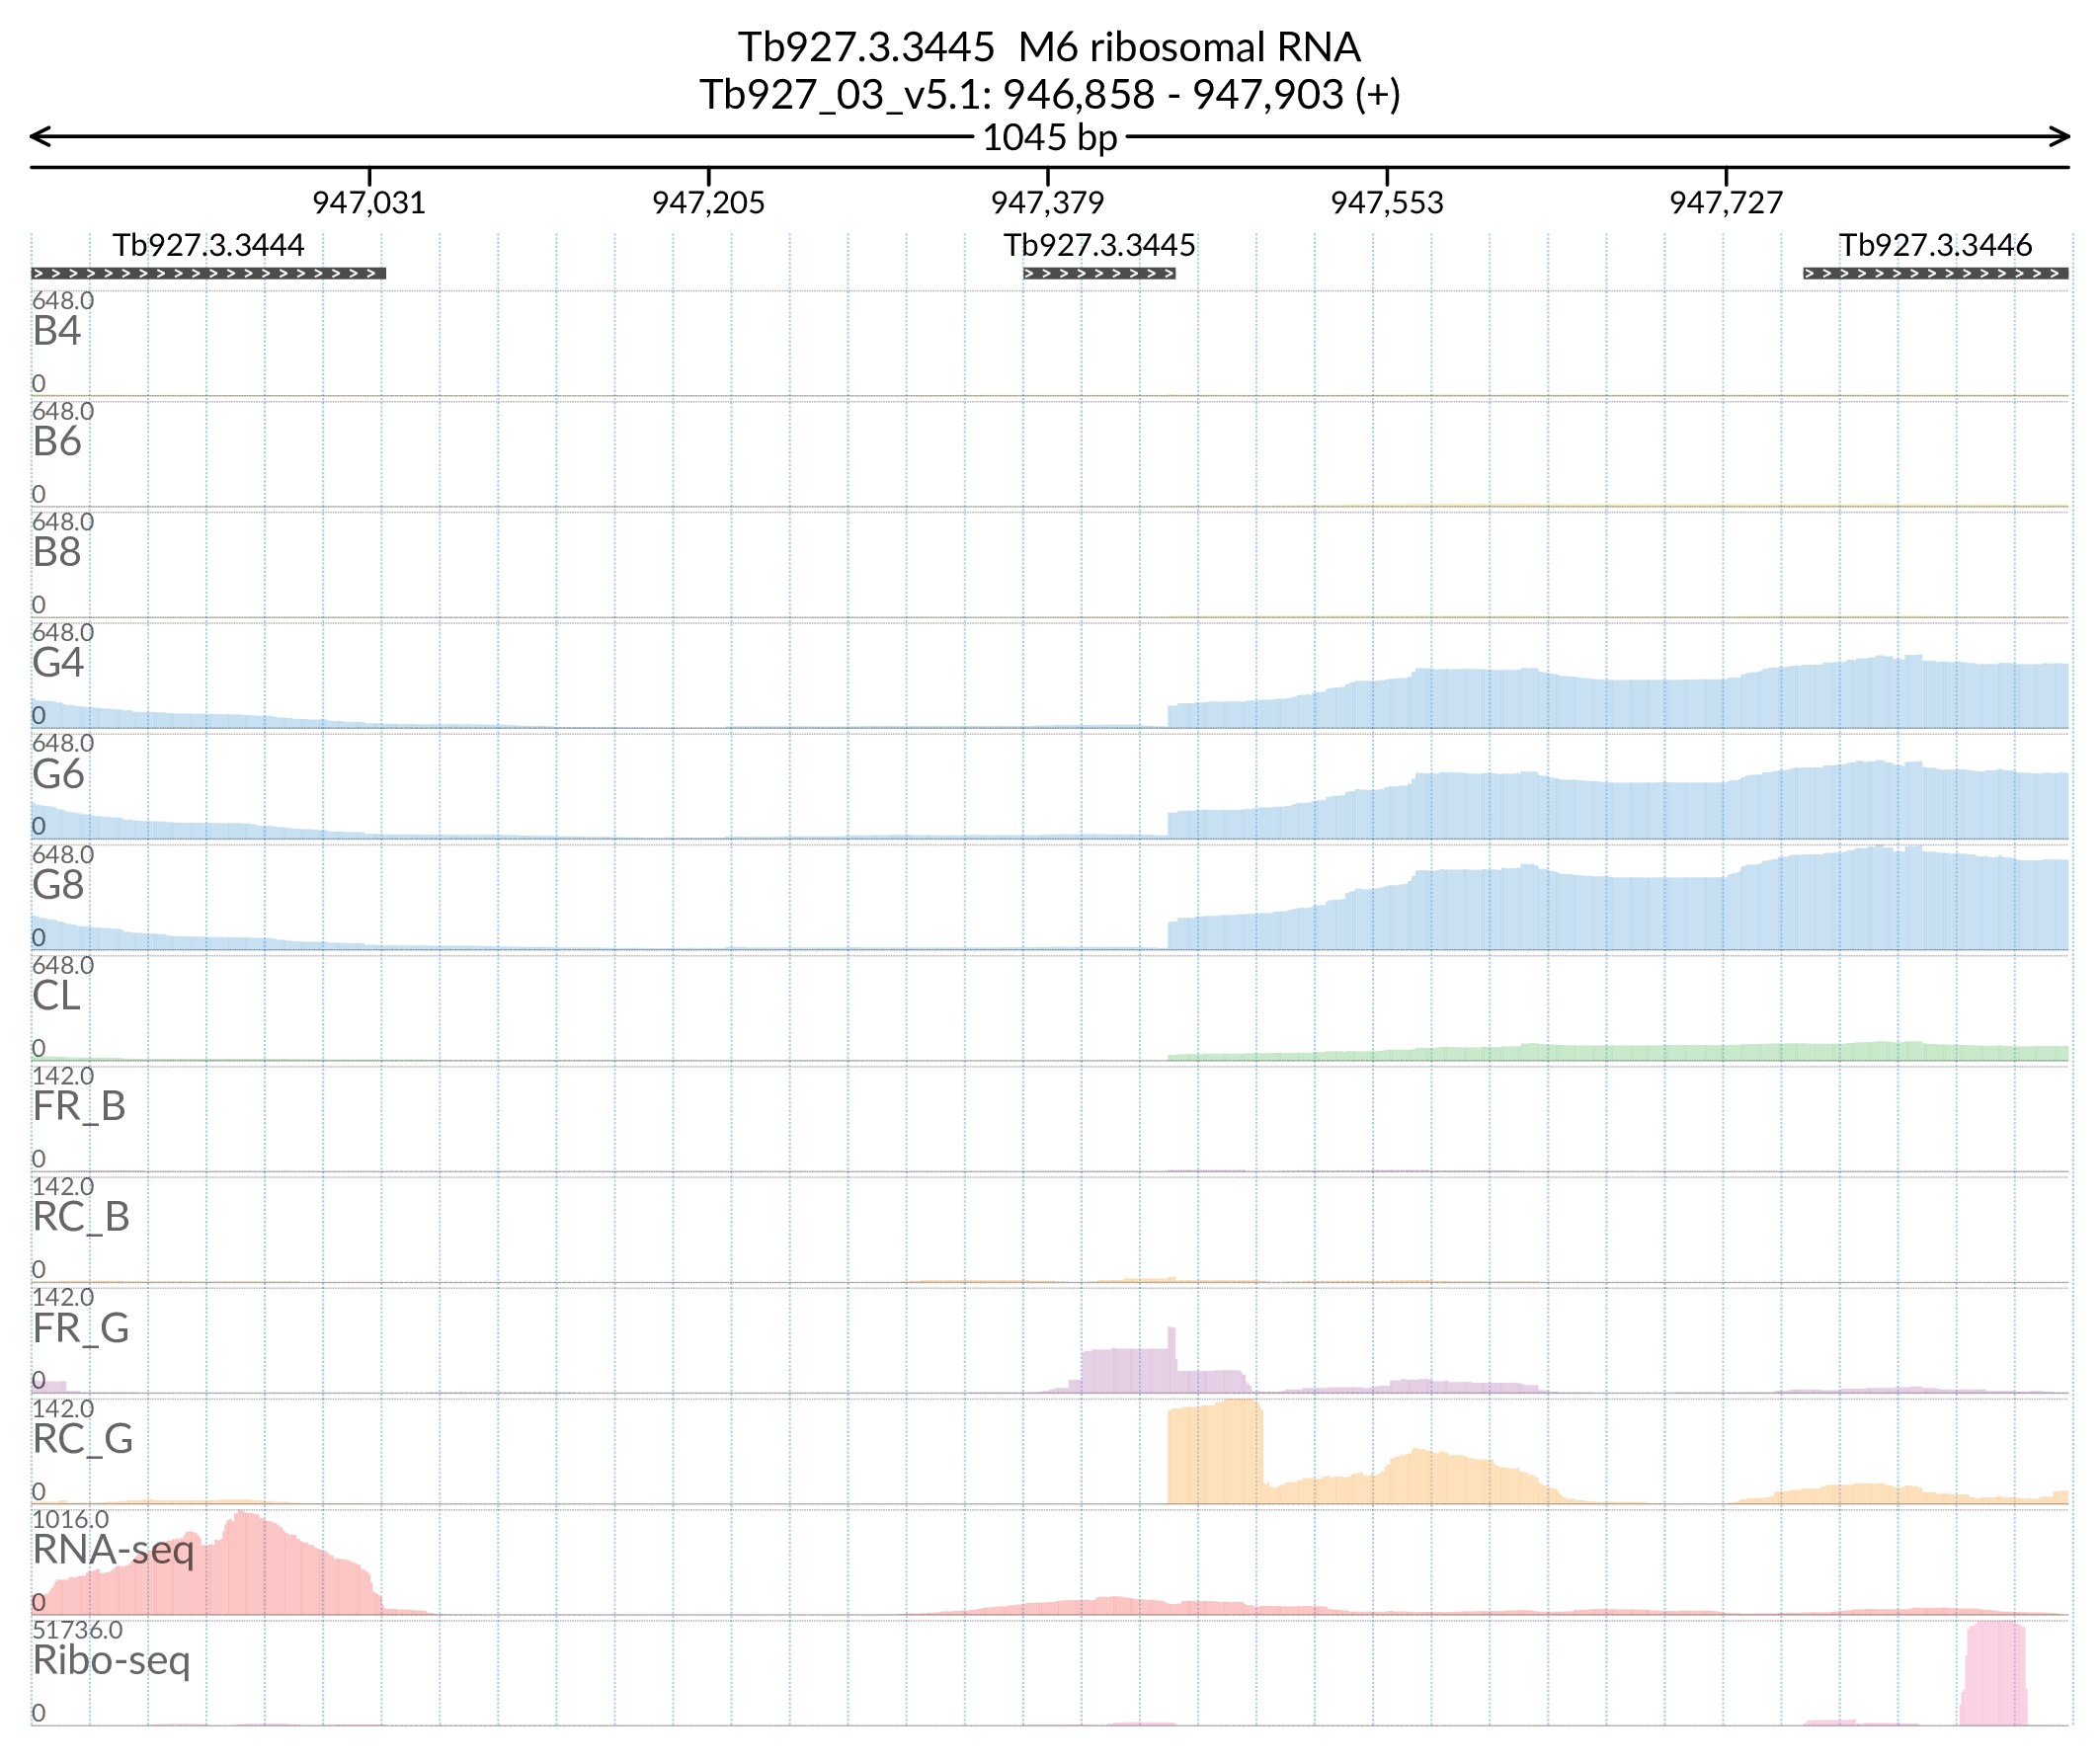 Tb927.3.3445 M6 ribosomal RNA
Tb927_03_v5.1: 946,858 - 947,903 (+)
1045 bp
947,031 947,205 947,379 947,553 947,727
Tb927.3.3444 Tb927.3.3445 Tb927.3.3446
648.0
B4
0
648.0
B6
0
648.0
B8
0
648.0
G4
0
648.0
G6
0
648.0
G8
0
648.0
CL
0
142.0
FR_B
0
142.0
RC_B
0
142.0
FR_G
0
142.0
RC_G
0
1016.0
RNA-seq
0
51736.0
Ribo-seq
0